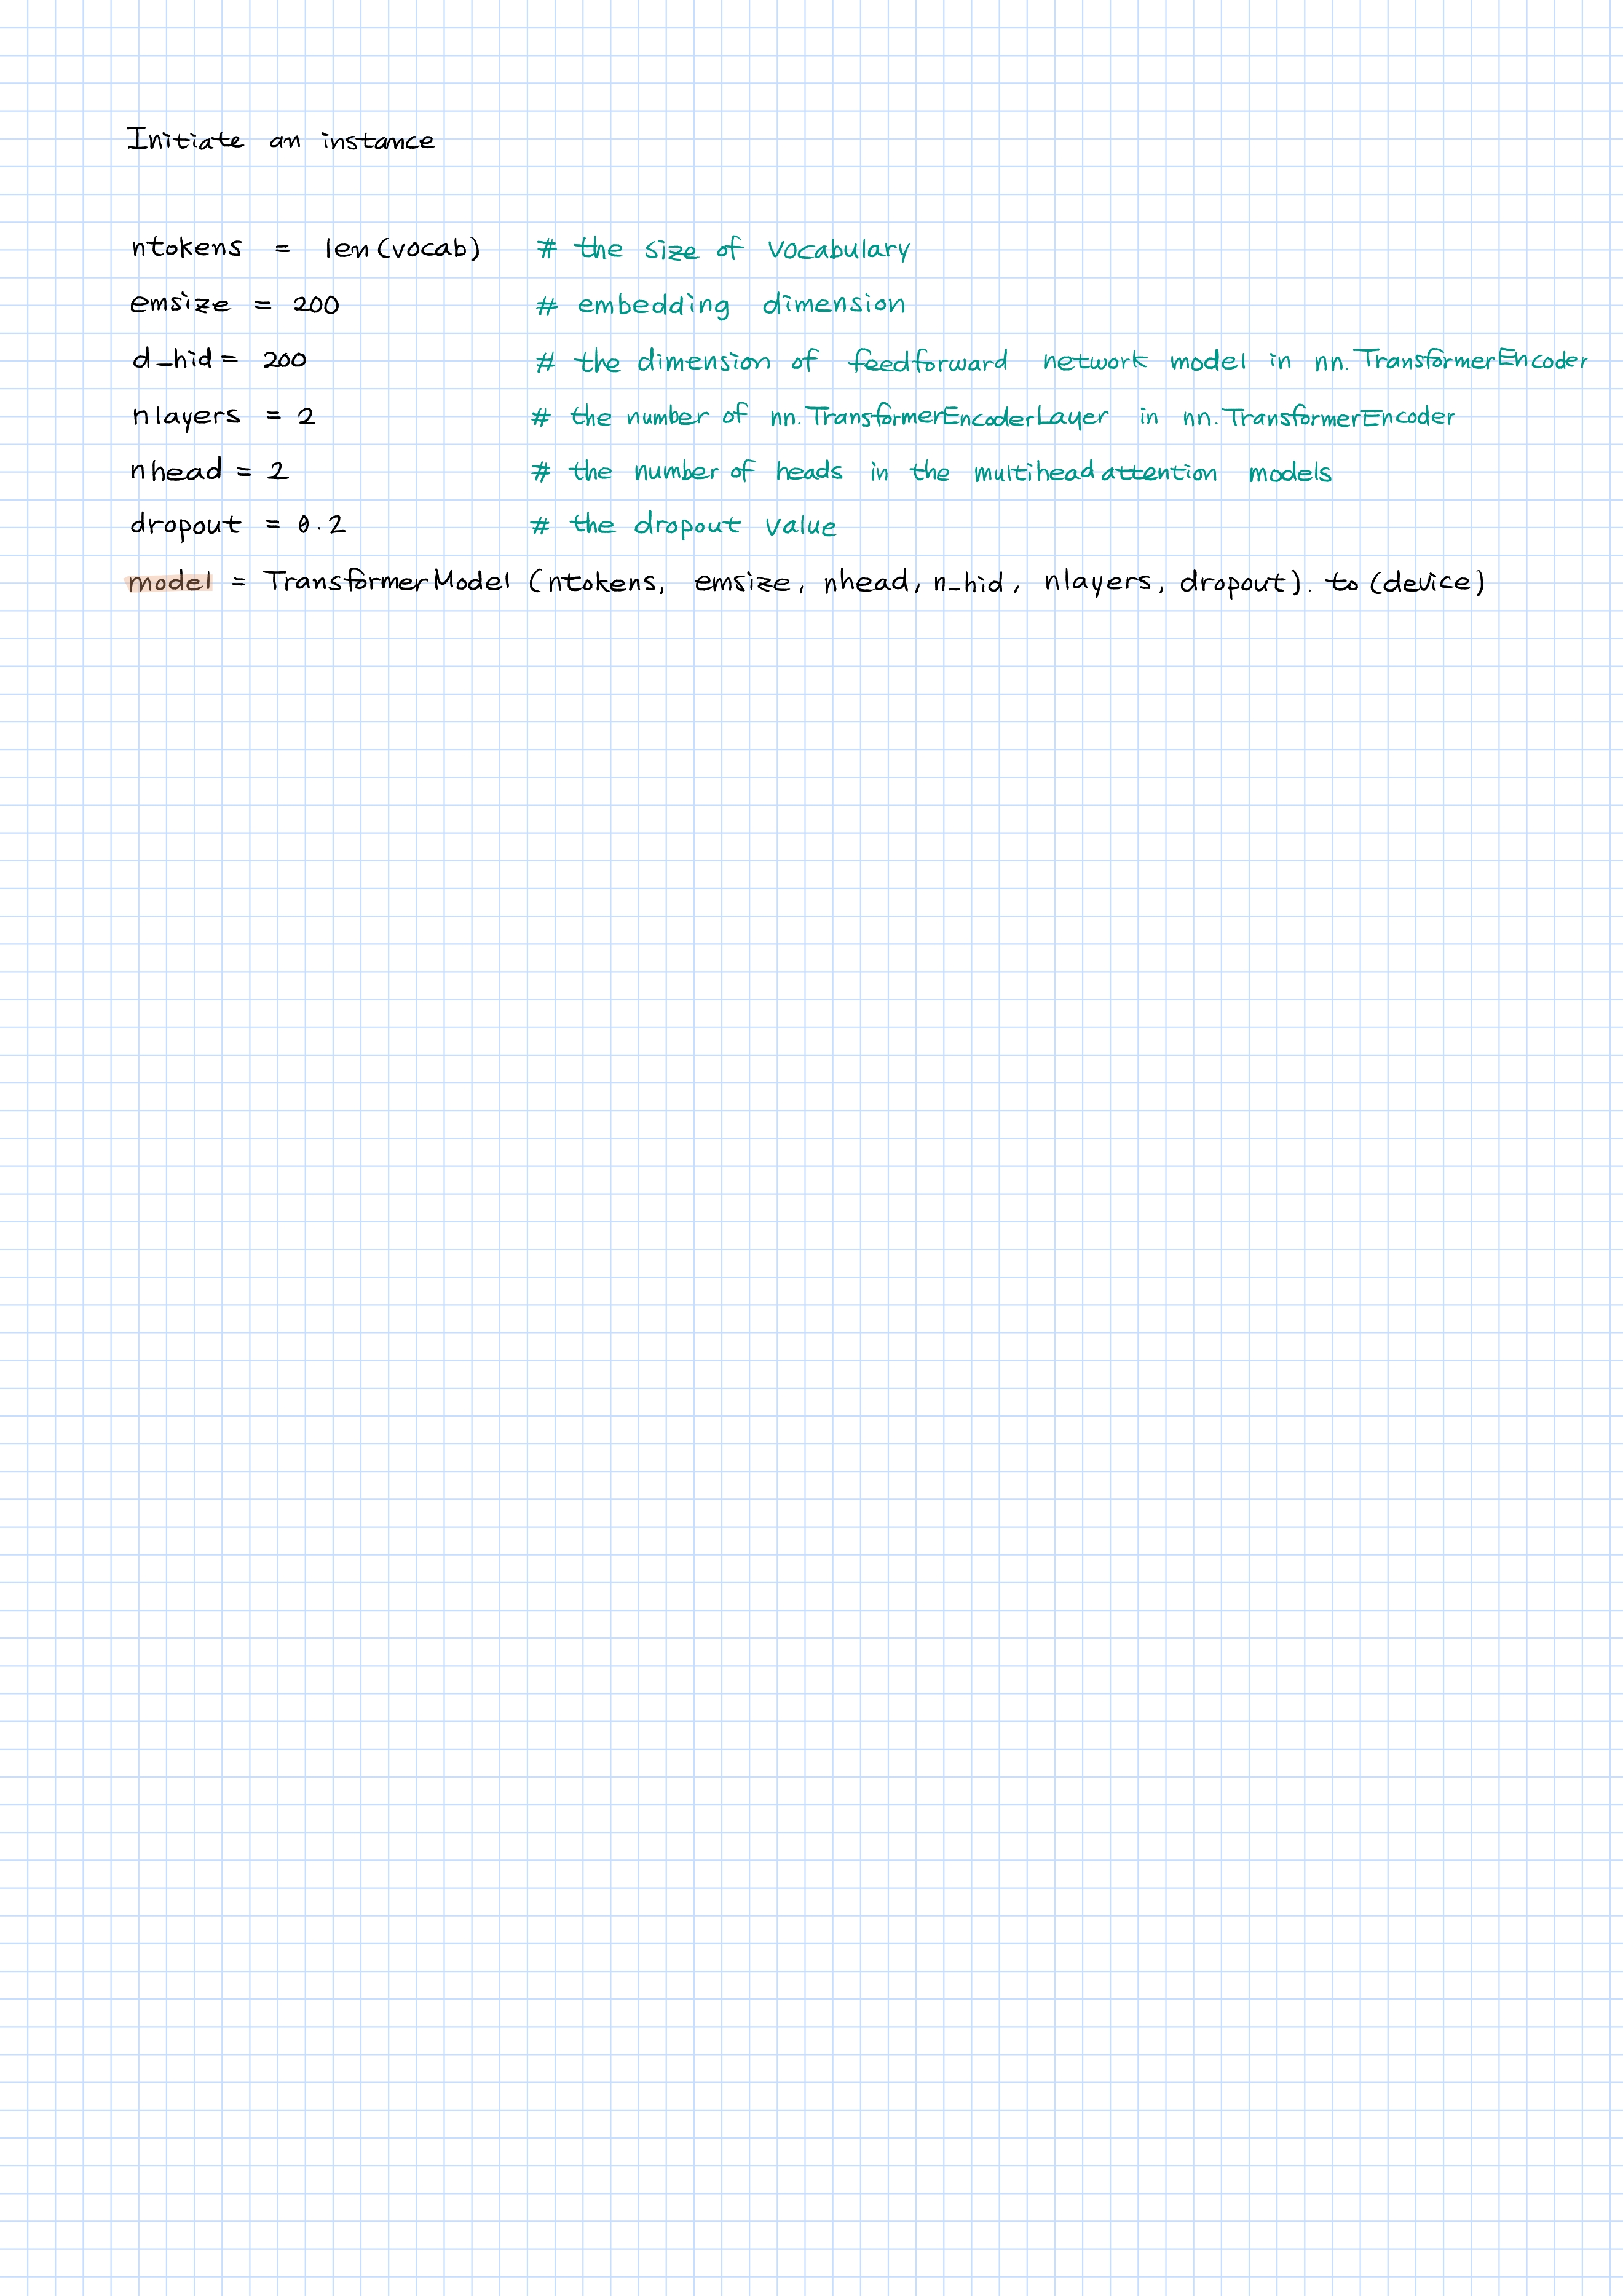 Initiate an instance
ntokens = len(vocab) # the size of vocabulary
emsize = 200 # embedding dimension
d_hid = 200 # the dimension of feedforward network model in nn.TransformerEncoder
nlayers = 2 # the number of nn.TransformerEncoderLayer in nn.TransformerEncoder
nhead = 2 # the number of heads in the multihead attention models
dropout = 0.2 # the dropout value
model = TransformerModel (ntokens, emsize, nhead, n_hid, nlayers, dropout). to (device)